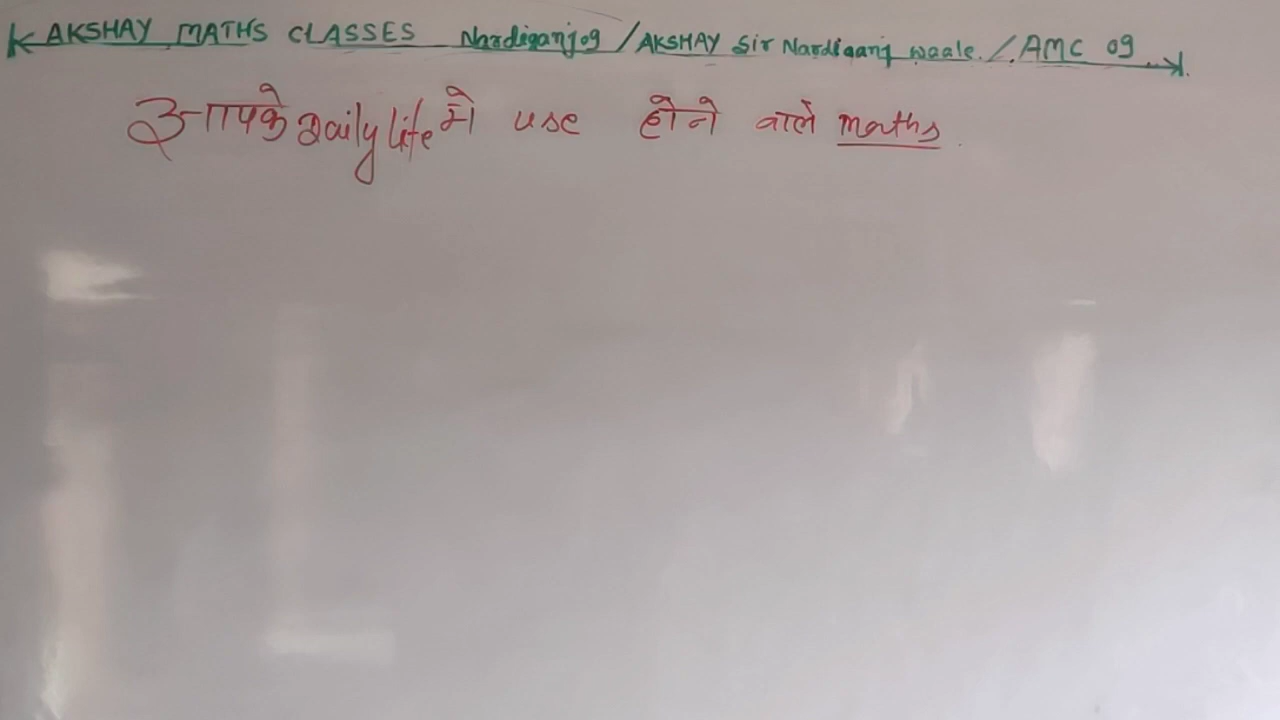 AKSHAY MATHS CLASSES Nardiganj09 / AKSHAY Sir Nardiganj waale. / AMC 09
आपके Daily life मे use होने वाले maths